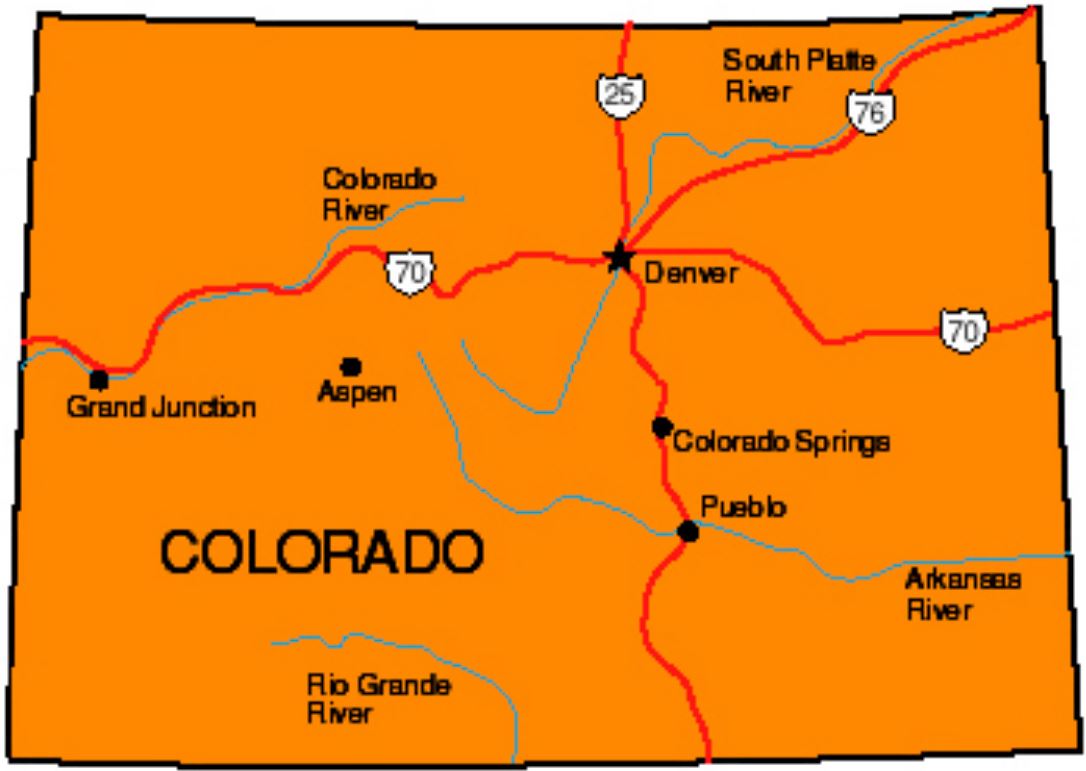 South Platte
River
25
76
Colorado
River
70
Denver
70
Aspen
Grand Junction
Colorado Springs
Pueblo
COLORADO
Arkansas
River
Rio Grande
River